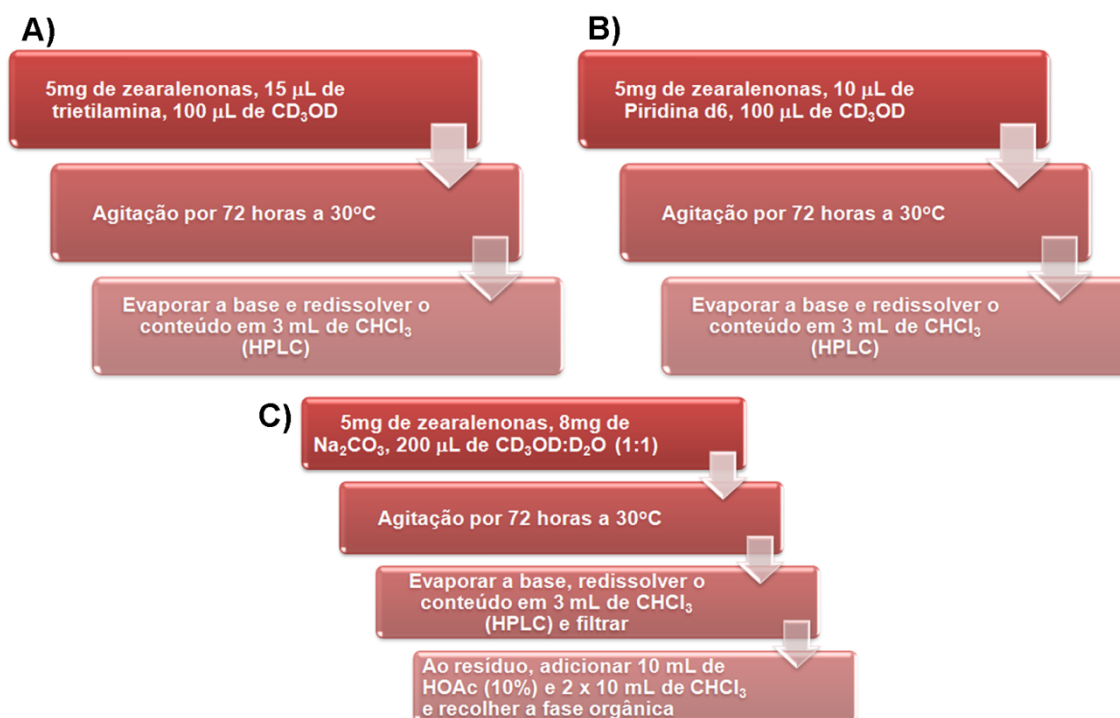 A)
5mg de zearalenonas, 15 μL de
trietilamina, 100 μL de CD₃OD
Agitação por 72 horas a 30ºC
Evaporar a base e redissolver o
conteúdo em 3 mL de CHCl₃
(HPLC)
B)
5mg de zearalenonas, 10 μL de
Piridina d6, 100 μL de CD₃OD
Agitação por 72 horas a 30ºC
Evaporar a base e redissolver o
conteúdo em 3 mL de CHCl₃
(HPLC)
C)
5mg de zearalenonas, 8mg de
Na₂CO₃, 200 μL de CD₃OD:D₂O (1:1)
Agitação por 72 horas a 30ºC
Evaporar a base, redissolver o
conteúdo em 3 mL de CHCl₃
(HPLC) e filtrar
Ao resíduo, adicionar 10 mL de
HOAc (10%) e 2 x 10 mL de CHCl₃
e recolher a fase orgânica